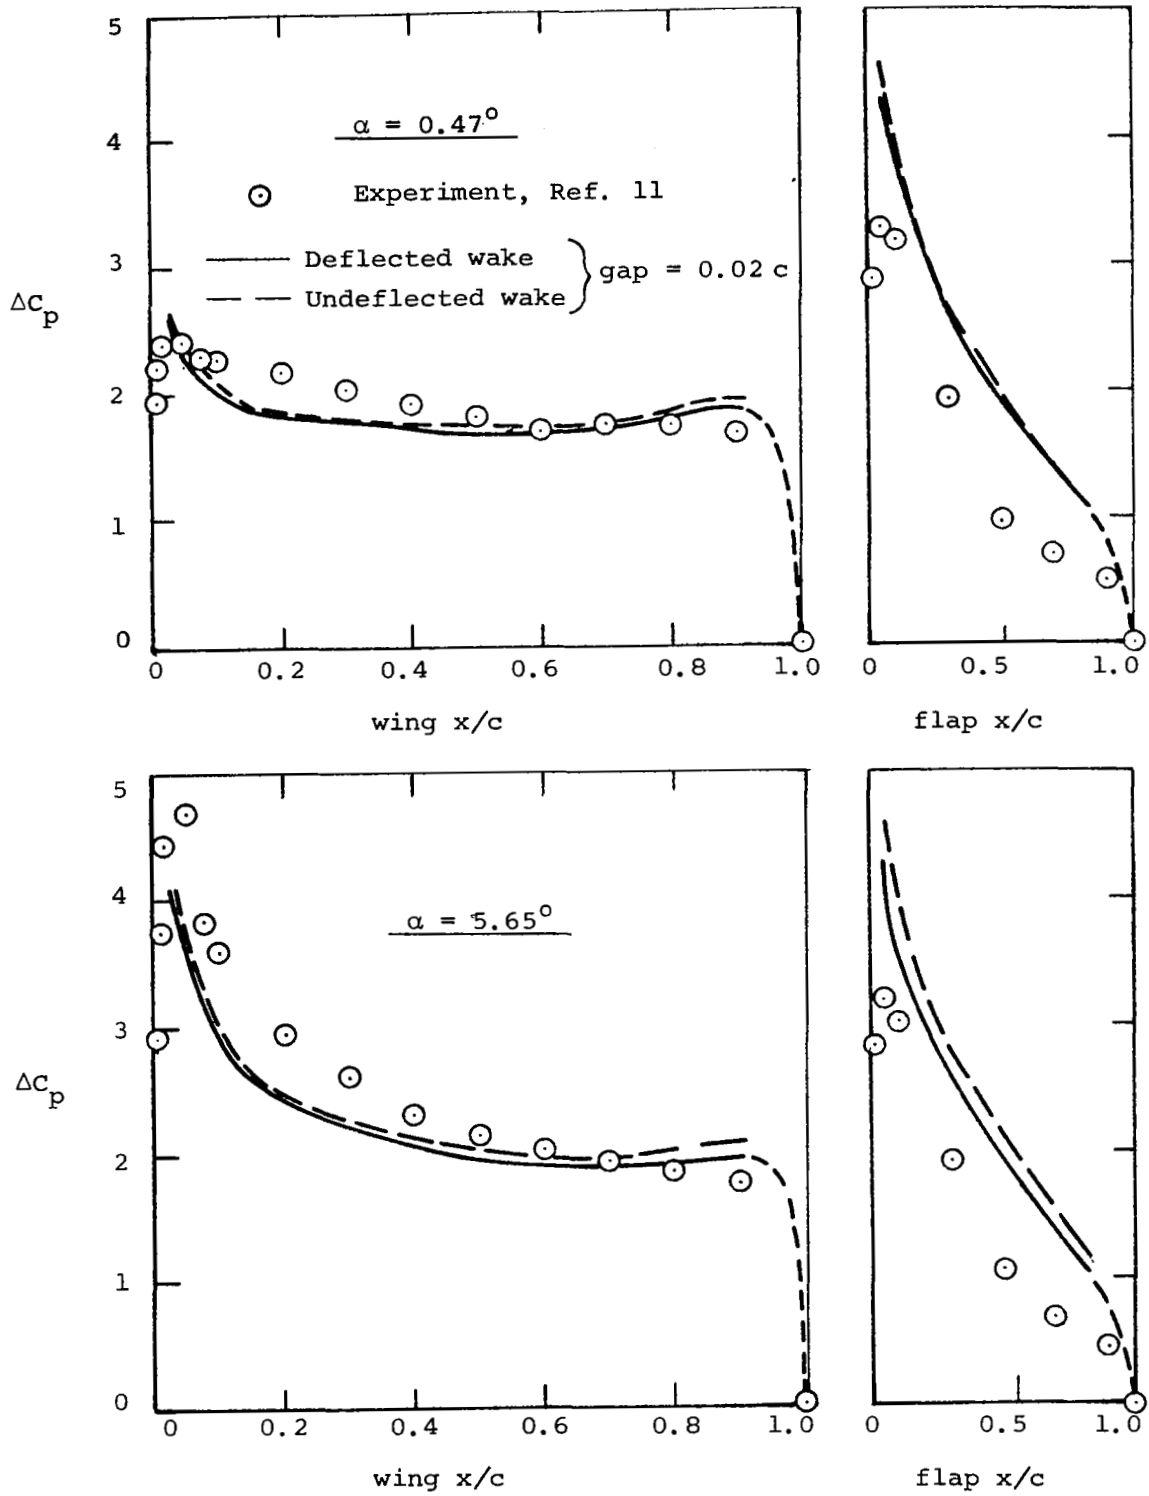 5
α = 0.47°
4
Experiment, Ref. 11
3
Deflected wake
Undeflected wake
gap = 0.02 c
ΔCp
2
1
0
0 0.2 0.4 0.6 0.8 1.0
0 0.5 1.0
wing x/c
flap x/c
5
4
α = 5.65°
3
ΔCp
2
1
0
0 0.2 0.4 0.6 0.8 1.0
0 0.5 1.0
wing x/c
flap x/c